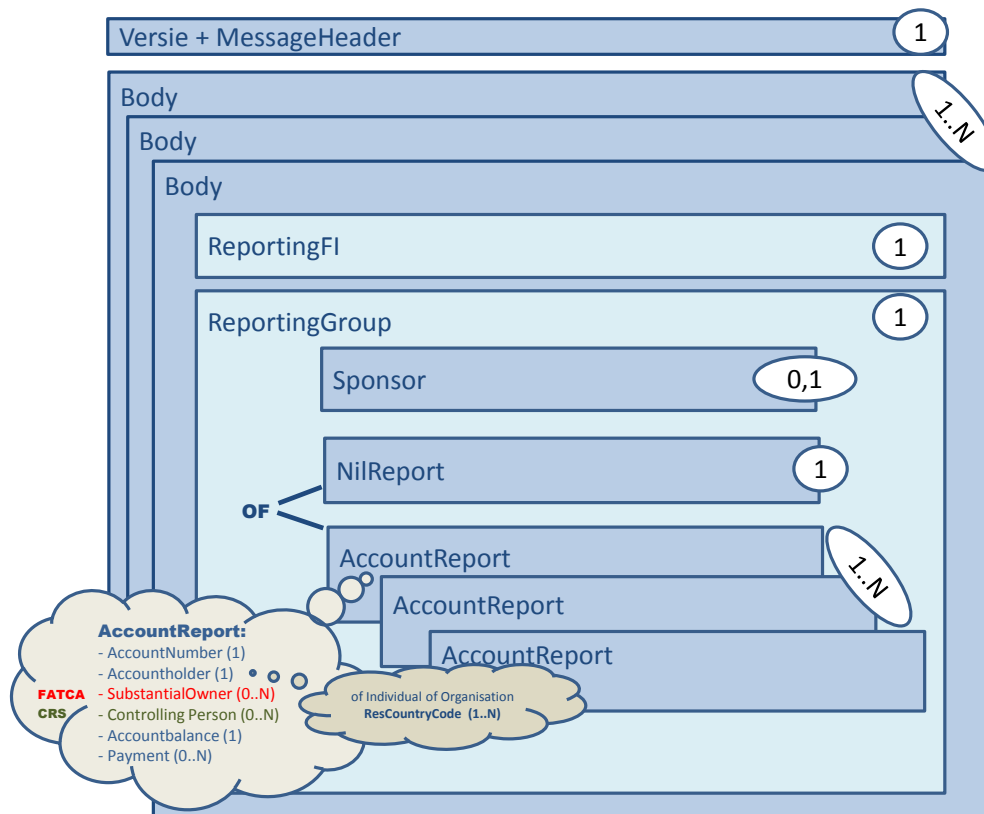 Versie + MessageHeader
1
Body
1..N
Body
Body
ReportingFI
1
ReportingGroup
1
Sponsor
0,1
NilReport
1
OF
AccountReport
1..N
AccountReport
AccountReport
AccountReport:
- AccountNumber (1)
- Accountholder (1)
FATCA - SubstantialOwner (0..N)
CRS - Controlling Person (0..N)
- Accountbalance (1)
- Payment (0..N)
of Individual of Organisation
ResCountryCode (1..N)